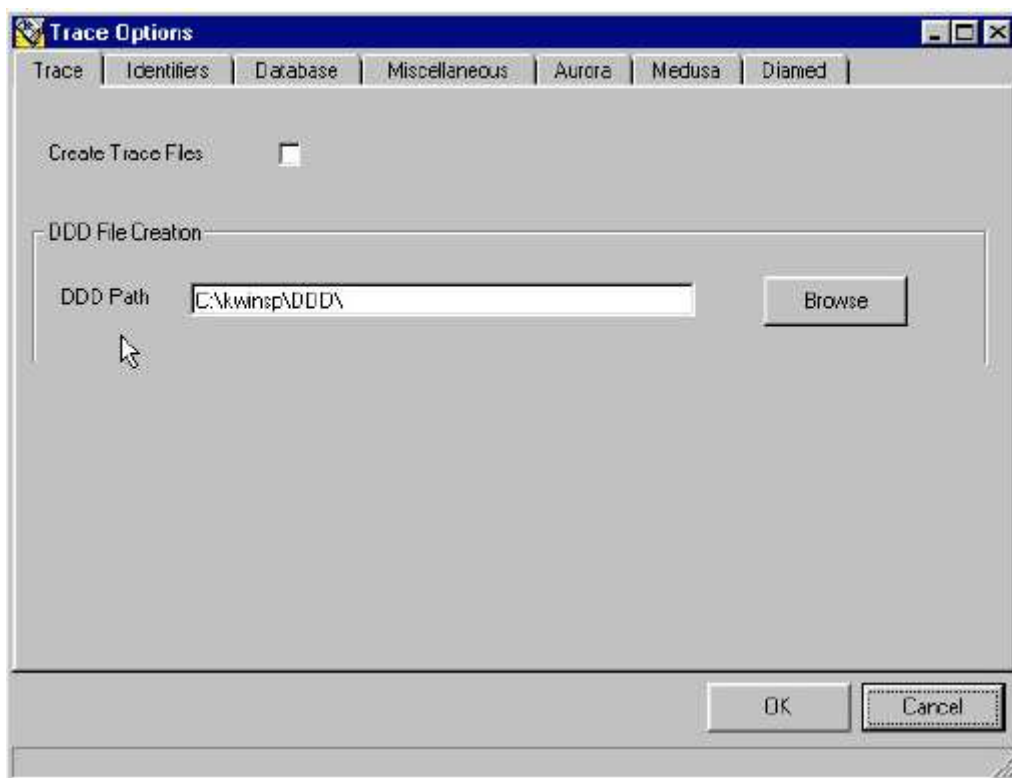 Trace Options
Trace Identifiers Database Miscellaneous Aurora Medusa Diamed
Create Trace Files
DDD File Creation
DDD Path C:\kwinsp\DDD\ Browse
OK Cancel